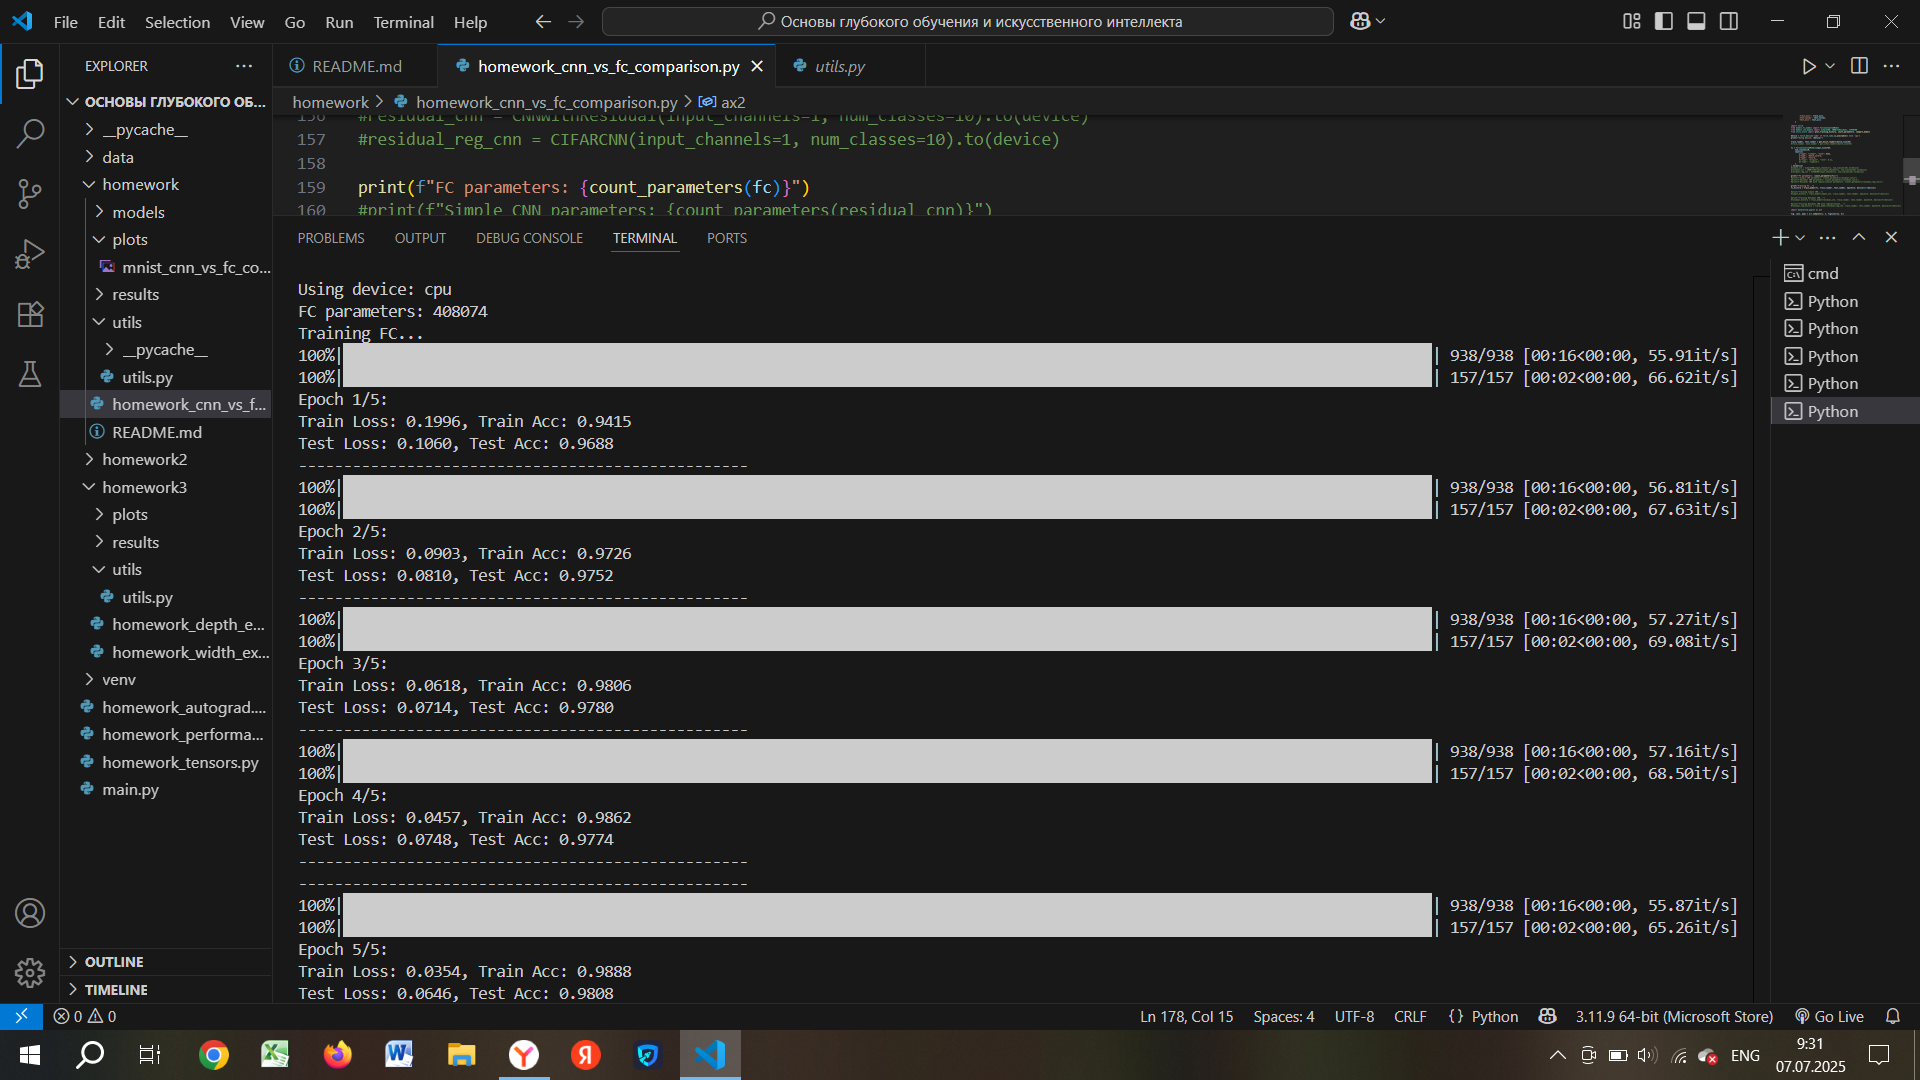 File Edit Selection View Go Run Terminal Help
Основы глубокого обучения и искусственного интеллекта
EXPLORER
ОСНОВЫ ГЛУБОКОГО ОБ...
__pycache__
data
homework
models
plots
mnist_cnn_vs_fc_co...
results
utils
__pycache__
utils.py
homework_cnn_vs_f...
README.md
homework2
homework3
plots
results
utils
utils.py
homework_depth_e...
homework_width_ex...
venv
homework_autograd....
homework_performa...
homework_tensors.py
main.py
OUTLINE
TIMELINE
README.md homework_cnn_vs_fc_comparison.py utils.py
homework > homework_cnn_vs_fc_comparison.py > ax2
156 #residual_cnn = CNNWithResidual(input_channels=1, num_classes=10).to(device)
157 #residual_reg_cnn = CIFARCNN(input_channels=1, num_classes=10).to(device)
158
159 print(f"FC parameters: {count_parameters(fc)}")
160 #print(f"Simple CNN parameters: {count_parameters(residual_cnn)}")
PROBLEMS OUTPUT DEBUG CONSOLE TERMINAL PORTS
Using device: cpu
FC parameters: 408074
Training FC...
100%| | 938/938 [00:16<00:00, 55.91it/s]
100%| | 157/157 [00:02<00:00, 66.62it/s]
Epoch 1/5:
Train Loss: 0.1996, Train Acc: 0.9415
Test Loss: 0.1060, Test Acc: 0.9688
--------------------------------------------------
100%| | 938/938 [00:16<00:00, 56.81it/s]
100%| | 157/157 [00:02<00:00, 67.63it/s]
Epoch 2/5:
Train Loss: 0.0903, Train Acc: 0.9726
Test Loss: 0.0810, Test Acc: 0.9752
--------------------------------------------------
100%| | 938/938 [00:16<00:00, 57.27it/s]
100%| | 157/157 [00:02<00:00, 69.08it/s]
Epoch 3/5:
Train Loss: 0.0618, Train Acc: 0.9806
Test Loss: 0.0714, Test Acc: 0.9780
--------------------------------------------------
100%| | 938/938 [00:16<00:00, 57.16it/s]
100%| | 157/157 [00:02<00:00, 68.50it/s]
Epoch 4/5:
Train Loss: 0.0457, Train Acc: 0.9862
Test Loss: 0.0748, Test Acc: 0.9774
--------------------------------------------------
--------------------------------------------------
100%| | 938/938 [00:16<00:00, 55.87it/s]
100%| | 157/157 [00:02<00:00, 65.26it/s]
Epoch 5/5:
Train Loss: 0.0354, Train Acc: 0.9888
Test Loss: 0.0646, Test Acc: 0.9808
cmd
Python
Python
Python
Python
Python
0 0 Ln 178, Col 15 Spaces: 4 UTF-8 CRLF {} Python 3.11.9 64-bit (Microsoft Store) Go Live
ENG
9:31
07.07.2025